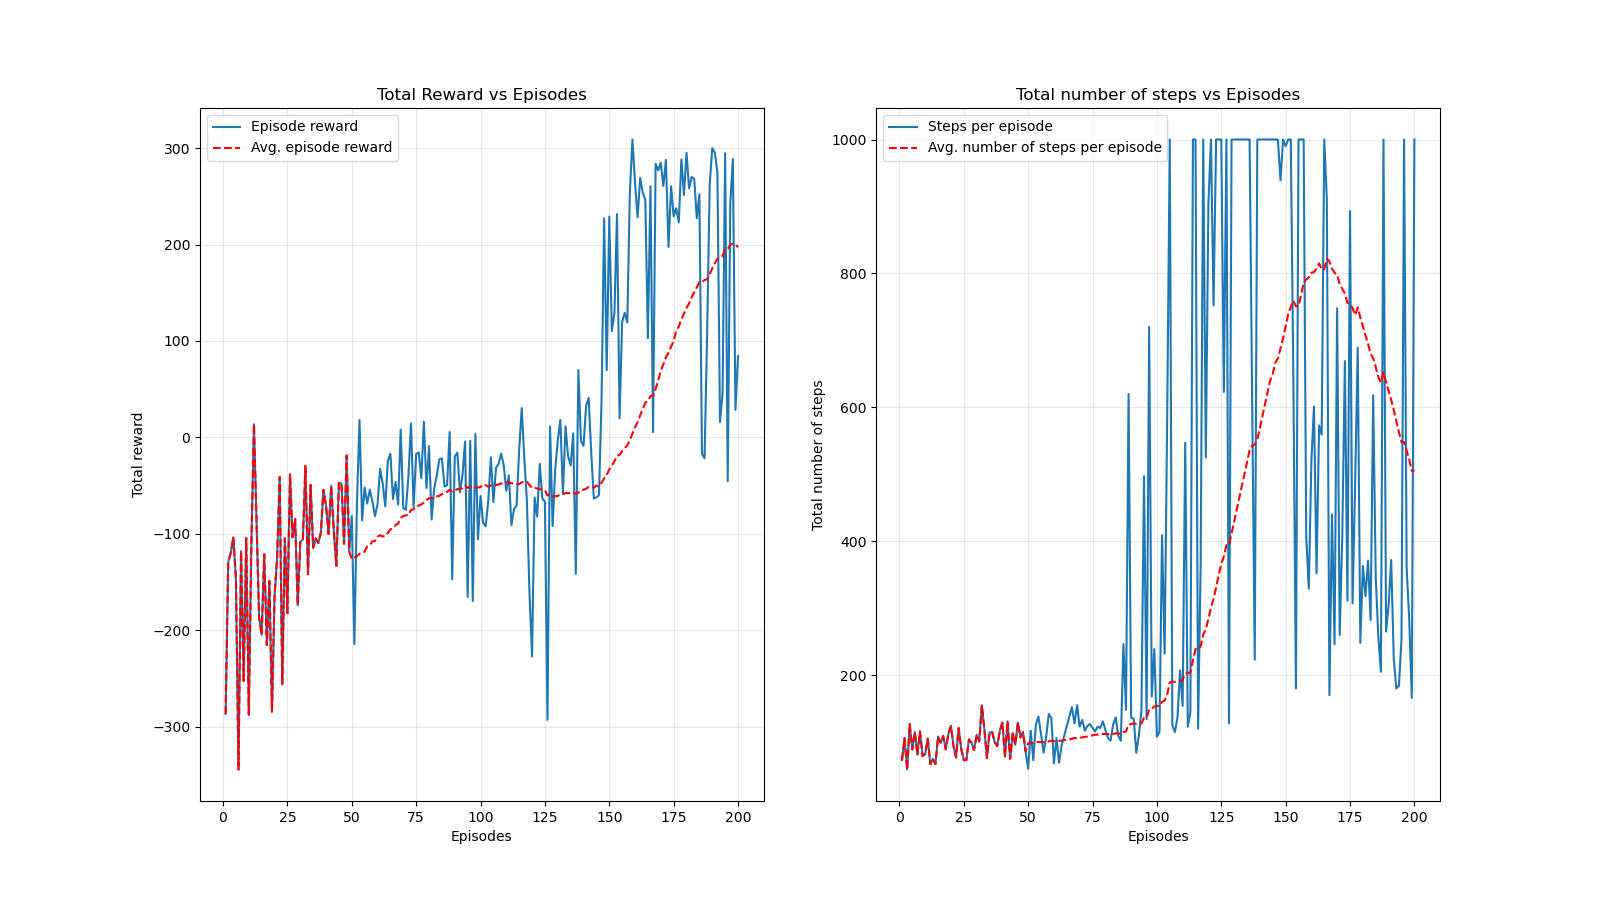 Total Reward vs Episodes
Episode reward
Avg. episode reward
300
200
100
0
−100
−200
−300
Total reward
0 25 50 75 100 125 150 175 200
Episodes
Total number of steps vs Episodes
Steps per episode
Avg. number of steps per episode
1000
800
600
400
200
Total number of steps
0 25 50 75 100 125 150 175 200
Episodes